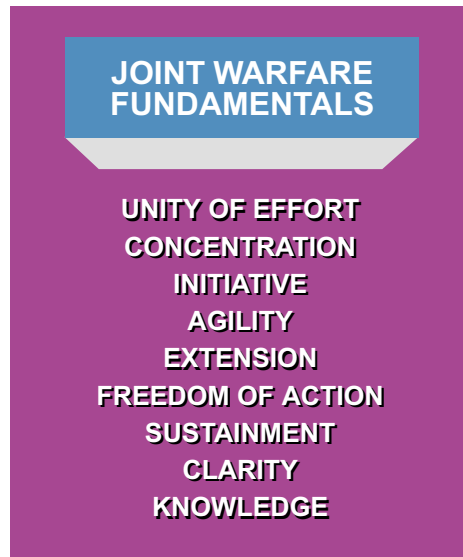 JOINT WARFARE
FUNDAMENTALS
UNITY OF EFFORT
CONCENTRATION
INITIATIVE
AGILITY
EXTENSION
FREEDOM OF ACTION
SUSTAINMENT
CLARITY
KNOWLEDGE